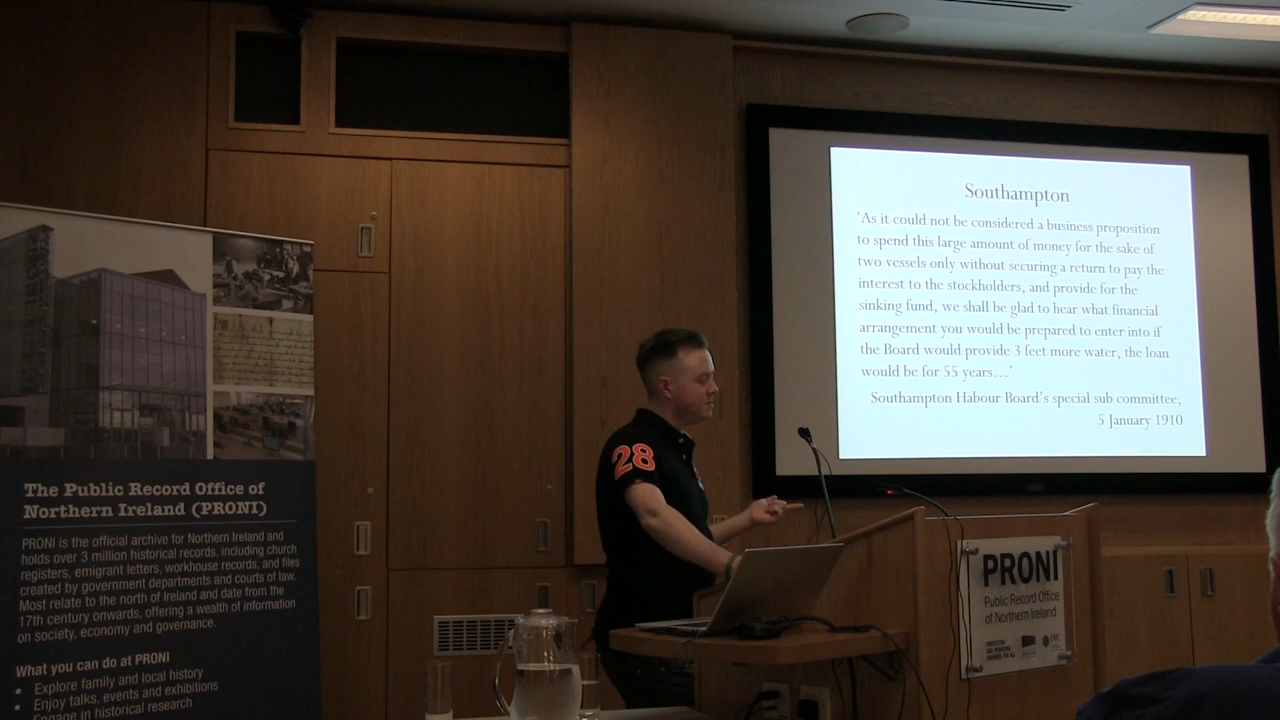 Southampton
‘As it could not be considered a business proposition
to spend this large amount of money for the sake of
two vessels only without securing a return to pay the
interest to the stockholders, and provide for the
sinking fund, we shall be glad to hear what financial
arrangement you would be prepared to enter into if
the Board would provide 3 feet more water, the loan
would be for 55 years…’
Southampton Habour Board’s special sub committee,
5 January 1910
28
The Public Record Office of
Northern Ireland (PRONI)
PRONI is the official archive for Northern Ireland and
holds over 3 million historical records, including church
registers, emigrant letters, workhouse records, and files
created by government departments and courts of law.
Most relate to the north of Ireland and date from the
17th century onwards, offering a wealth of information
on society, economy and governance.
What you can do at PRONI
• Explore family and local history
• Enjoy talks, events and exhibitions
• Engage in historical research
PRONI
Public Record Office
of Northern Ireland